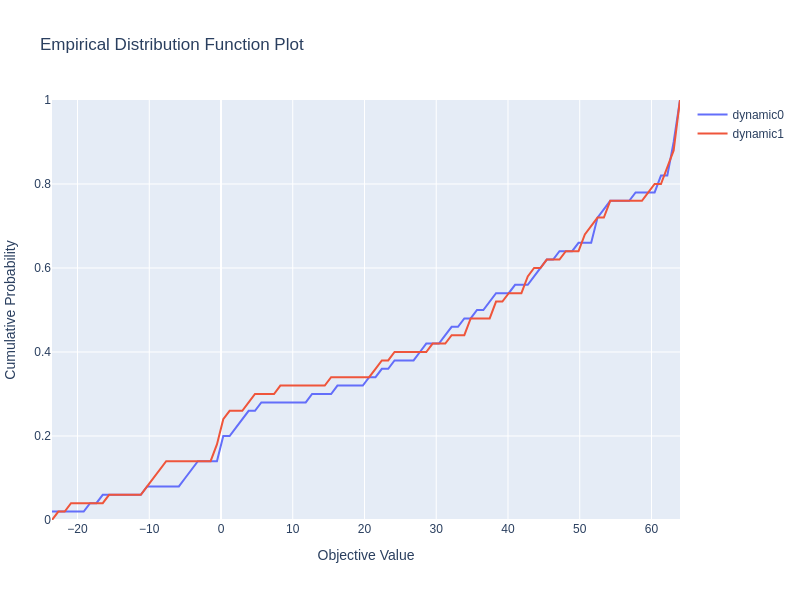 Empirical Distribution Function Plot
dynamic0
dynamic1
Cumulative Probability
1
0.8
0.6
0.4
0.2
0
−20 −10 0 10 20 30 40 50 60
Objective Value